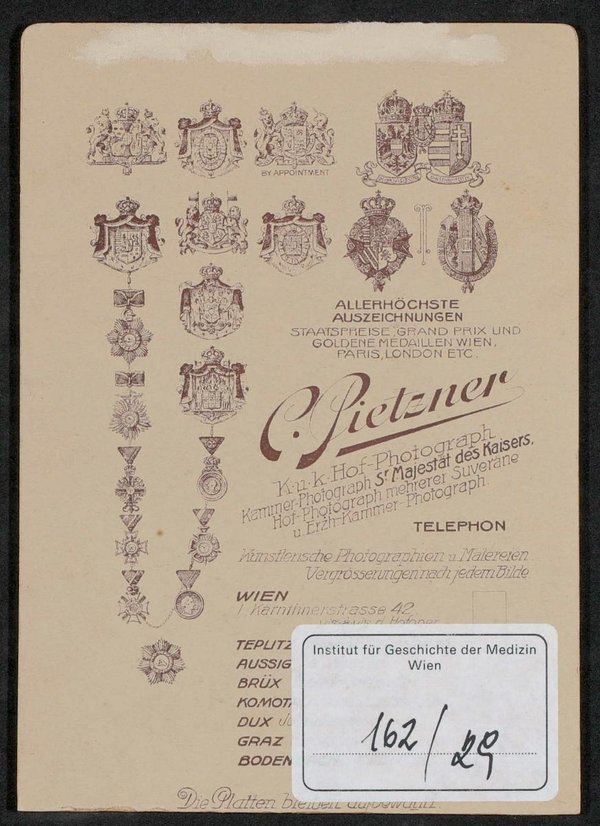 BY APPOINTMENT
ALLERHÖCHSTE
AUSZEICHNUNGEN
STAATSPREISE, GRAND PRIX UND
GOLDENE MEDAILLEN WIEN,
PARIS, LONDON ETC.
C. Pietzner
K. u. k. Hof-Photograph
Kammer-Photograph Sr Majestät des Kaisers,
Hof-Photograph mehrerer Suveräne
u. Erzh-Kammer-Photograph.
TELEPHON
Künstlerische Photographien u. Malereien
Vergrösserungen nach jedem Bilde
WIEN
I. Kärnthnerstrasse 42
TEPLITZ
AUSSIG
BRÜX
KOMOTA
DUX
GRAZ
BODEN
Institut für Geschichte der Medizin
Wien
162/29
Die Platten bleiben aufbewahrt.